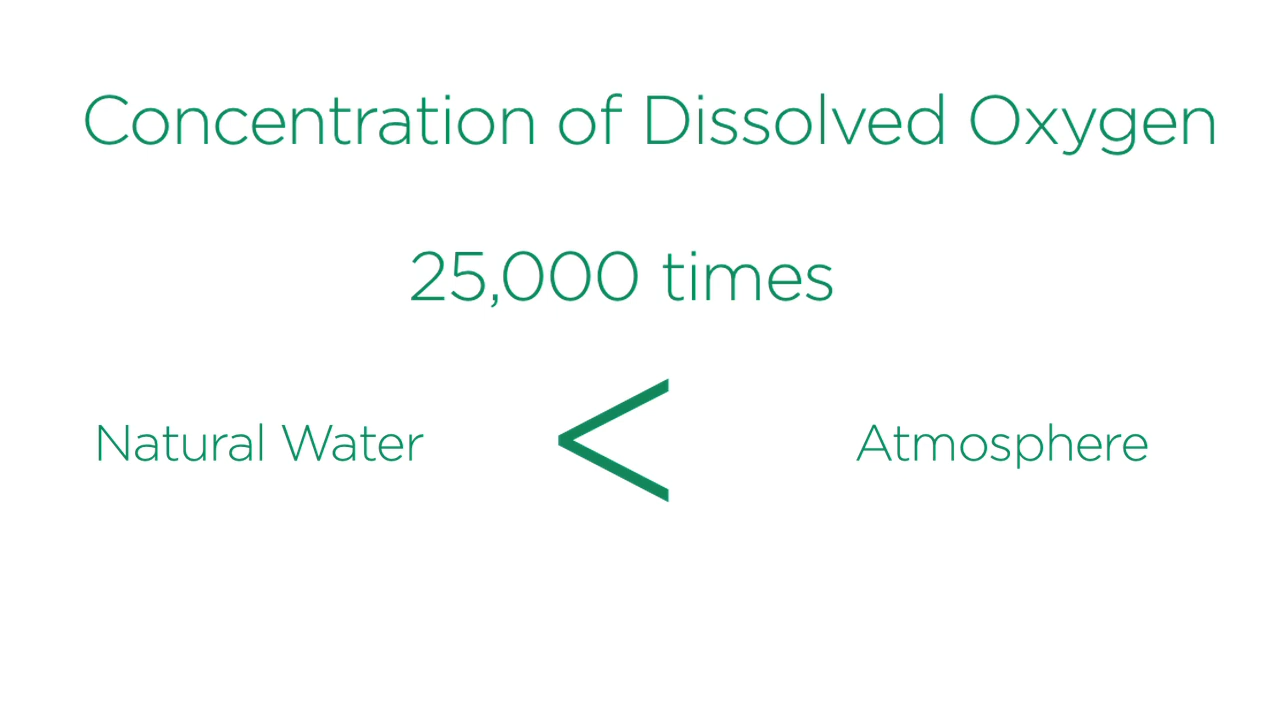 Concentration of Dissolved Oxygen
25,000 times
Natural Water < Atmosphere